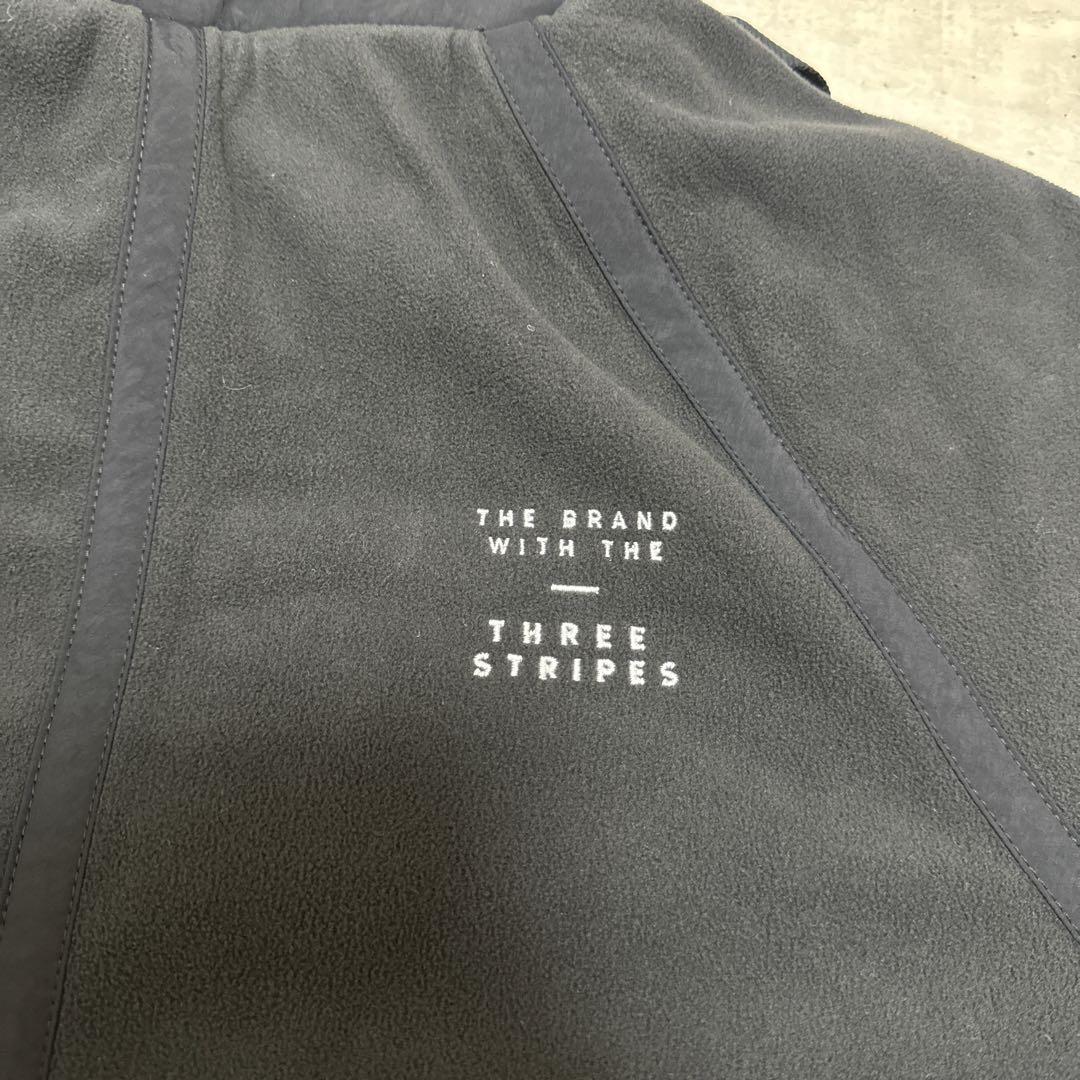 THE BRAND
WITH THE
THREE
STRIPES